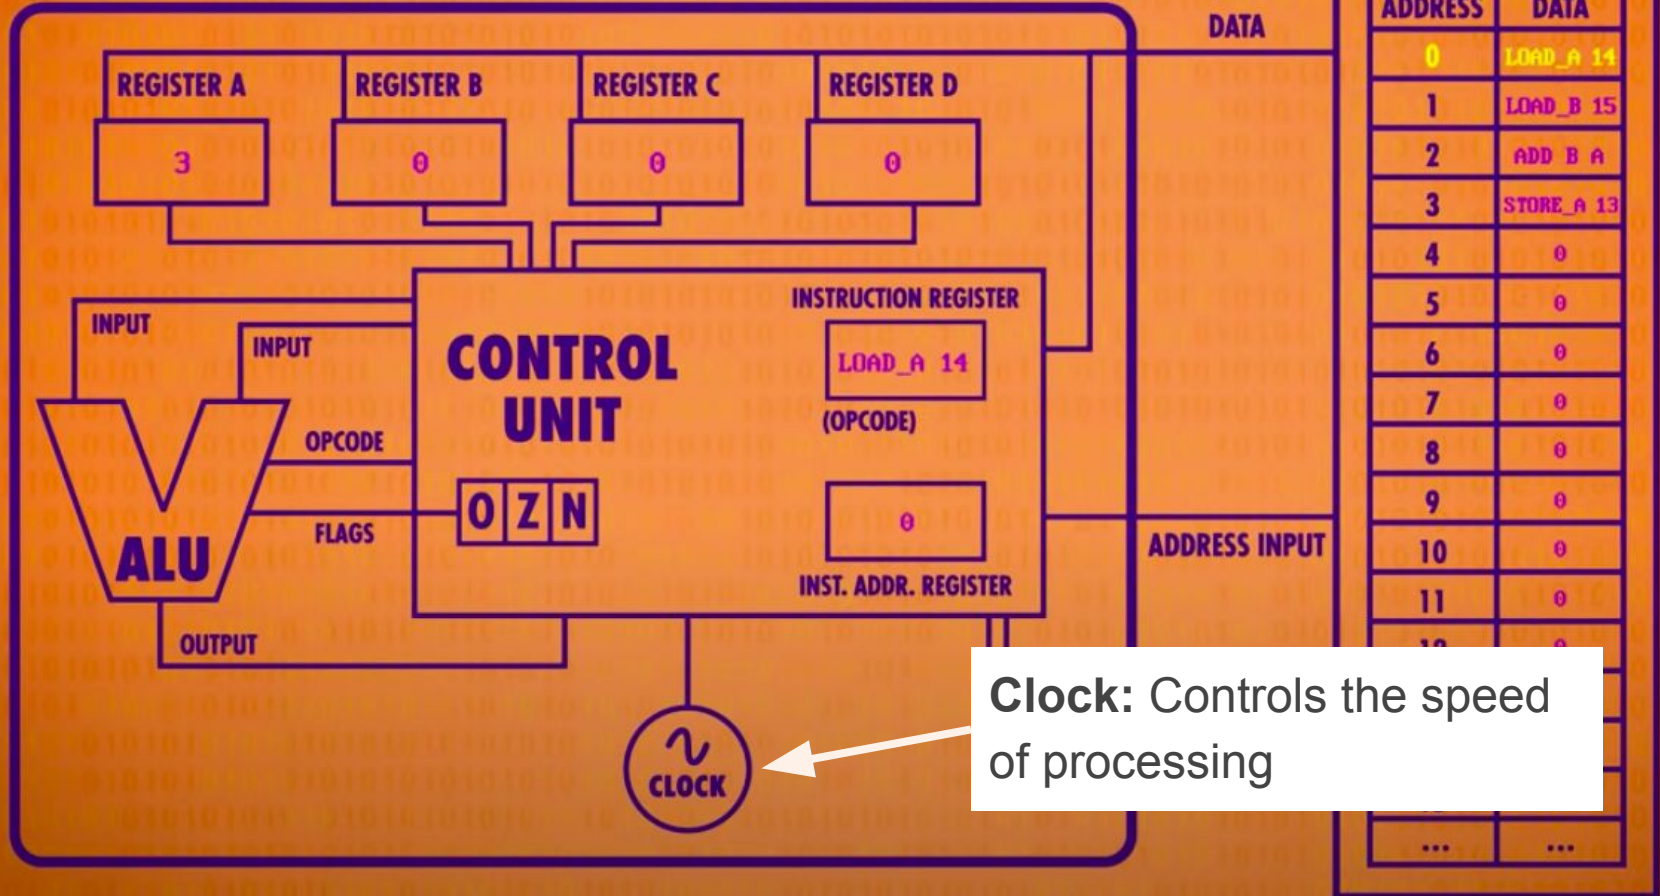 DATA
ADDRESS DATA
REGISTER A REGISTER B REGISTER C REGISTER D
3 0 0 0
0 LOAD_A 14
1 LOAD_B 15
2 ADD B A
3 STORE_A 13
4 0
5 0
6 0
7 0
8 0
9 0
10 0
11 0
... ...
INPUT
INPUT
CONTROL
UNIT
INSTRUCTION REGISTER
LOAD_A 14
(OPCODE)
OPCODE
FLAGS
O Z N
ALU
OUTPUT
0
INST. ADDR. REGISTER
ADDRESS INPUT
CLOCK
Clock: Controls the speed
of processing